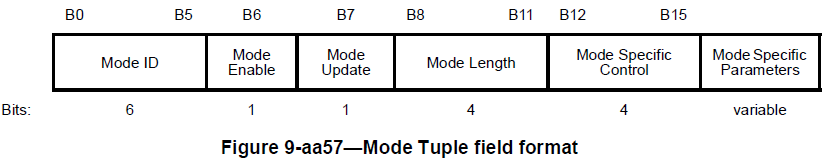 B0 B5 B6 B7 B8 B11 B12 B15
Mode ID Mode Enable Mode Update Mode Length Mode Specific Control Mode Specific Parameters
Bits: 6 1 1 4 4 variable
Figure 9-aa57—Mode Tuple field format